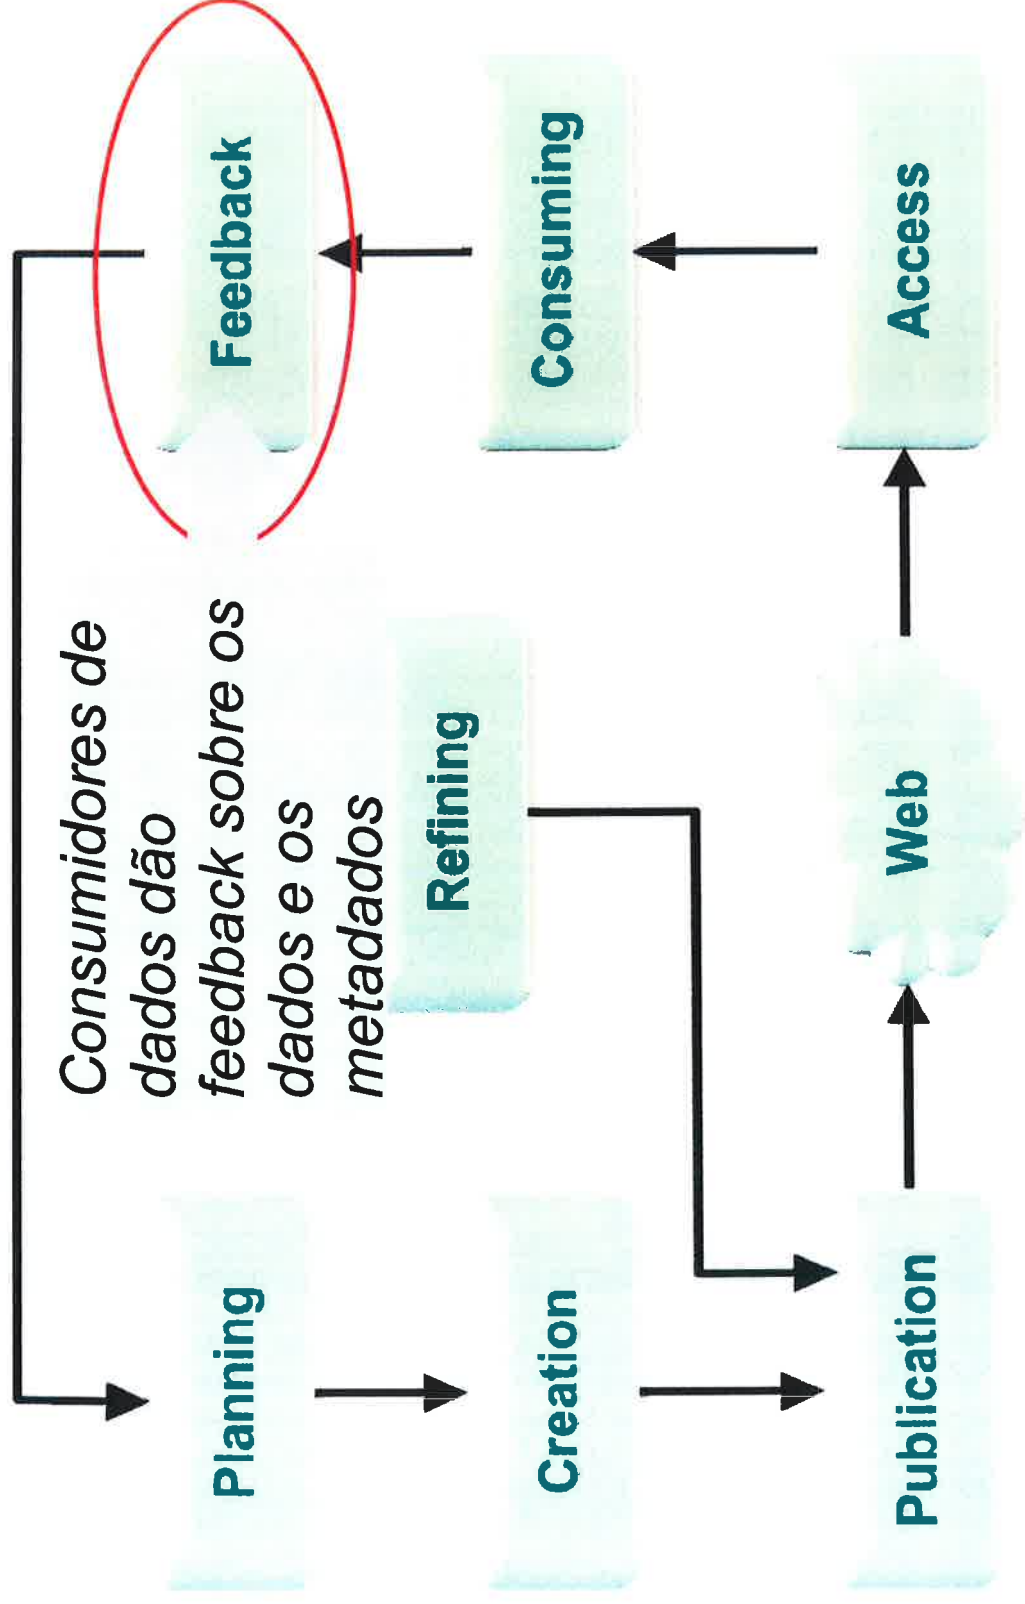 Consumidores de
dados dão
feedback sobre os
dados e os
metadados
Planning
Feedback
Creation
Refining
Consuming
Publication
Web
Access